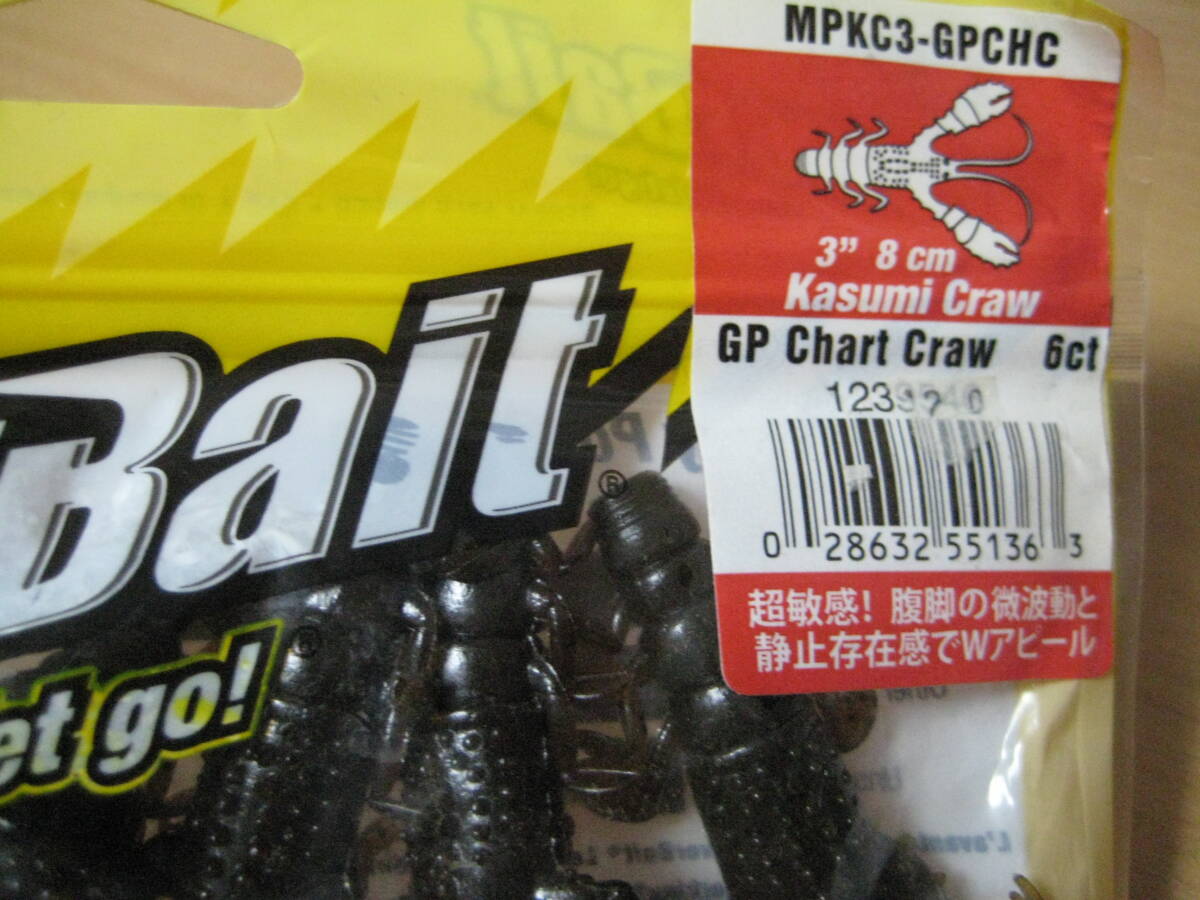 MPKC3-GPCHC
3" 8 cm
Kasumi Craw
GP Chart Craw 6ct
0 28632 55136 3
超敏感！腹脚の微波動と
静止存在感でWアピール
Bait®
et go!
®
L'avant